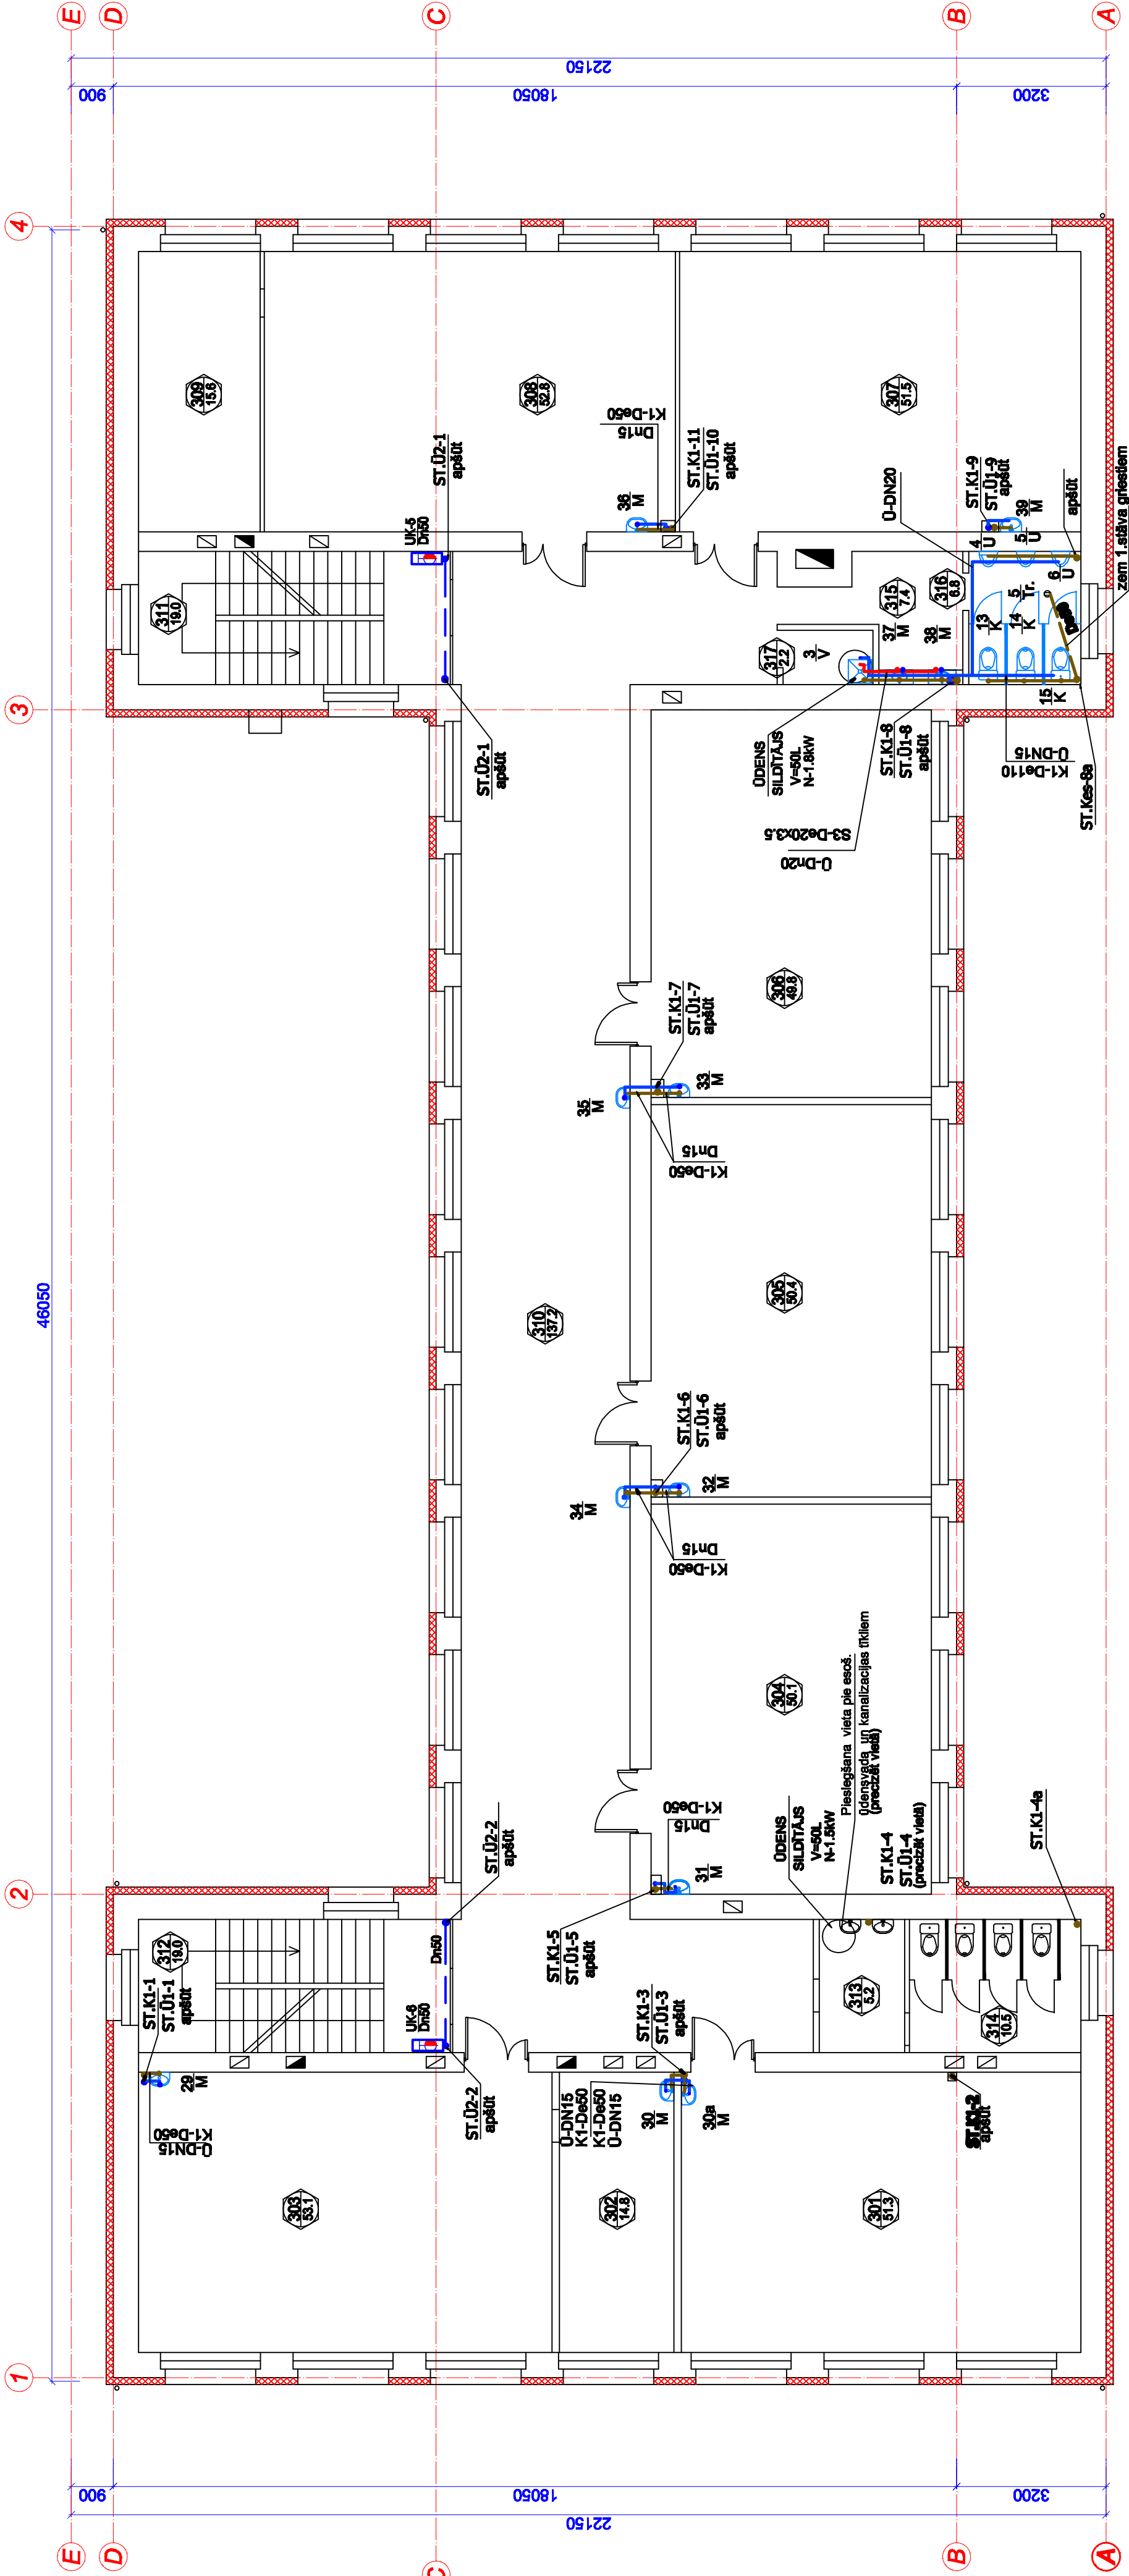 E
D
C
B
A
900
18050
3200
22150
4
3
2
1
46050
309
15.6
308
52.8
307
51.5
K1-De50
Dn15
36
M
ST.K1-11
ST.Ū1-10
apšūt
311
19.0
UK-5
Dn50
ST.Ū2-1
apšūt
ST.Ū2-1
apšūt
315
7.4
316
6.8
317
2.2
3
V
37
M
38
M
Ū-DN20
ST.K1-9
ST.Ū1-9
apšūt
39
M
4
U
5
U
6
U
apšūt
zem 1.stāva griestiem
13
K
14
K
15
K
5
Tr.
ŪDENS
SILDĪTĀJS
V=50L
N-1.8kW
ST.K1-8
ST.Ū1-8
apšūt
K1-De110
Ū-DN15
ST.Kes-8a
S3-De20x3.5
Ū-Dn20
306
49.8
ST.K1-7
ST.Ū1-7
apšūt
35
M
33
M
K1-De50
Dn15
305
50.4
310
137.2
ST.K1-6
ST.Ū1-6
apšūt
34
M
32
M
K1-De50
Dn15
304
50.1
K1-De50
Dn15
31
M
ST.K1-5
ST.Ū1-5
apšūt
ŪDENS
SILDĪTĀJS
V=50L
N-1.5kW
Pieslēgšana vieta pie esoš.
ūdensvada un kanalizacijas tīkliem
(precizēt vietā)
ST.K1-4
ST.Ū1-4
(precizēt vietā)
ST.K1-4a
313
5.2
314
10.5
312
19.0
ST.Ū2-2
apšūt
Dn50
UK-6
Dn50
ST.Ū2-2
apšūt
ST.K1-1
ST.Ū1-1
apšūt
29
M
K1-De50
Ū-DN15
ST.K1-3
ST.Ū1-3
apšūt
Ū-DN15
K1-De50
K1-De50
Ū-DN15
30
M
30a
M
ST.K1-2
apšūt
303
53.1
302
14.8
301
51.3
900
18050
3200
22150
E
D
C
B
A